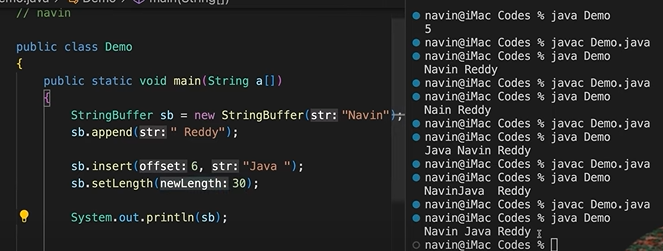 emo.java > Demo > main(String[])
// navin
public class Demo
{
public static void main(String a[])
{
StringBuffer sb = new StringBuffer(str:"Navin");
sb.append(str:" Reddy");
sb.insert(offset:6, str:"Java ");
sb.setLength(newLength:30);
System.out.println(sb);
navin@iMac Codes % java Demo
5
navin@iMac Codes % javac Demo.java
navin@iMac Codes % java Demo
Navin Reddy
navin@iMac Codes % javac Demo.java
navin@iMac Codes % java Demo
Nain Reddy
navin@iMac Codes % javac Demo.java
navin@iMac Codes % java Demo
Java Navin Reddy
navin@iMac Codes % javac Demo.java
navin@iMac Codes % java Demo
NavinJava  Reddy
navin@iMac Codes % javac Demo.java
navin@iMac Codes % java Demo
Navin Java Reddy
navin@iMac Codes %